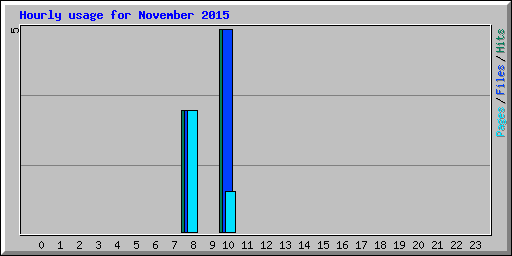 Hourly usage for November 2015
5
Pages/Files/Hits
0 1 2 3 4 5 6 7 8 9 10 11 12 13 14 15 16 17 18 19 20 21 22 23